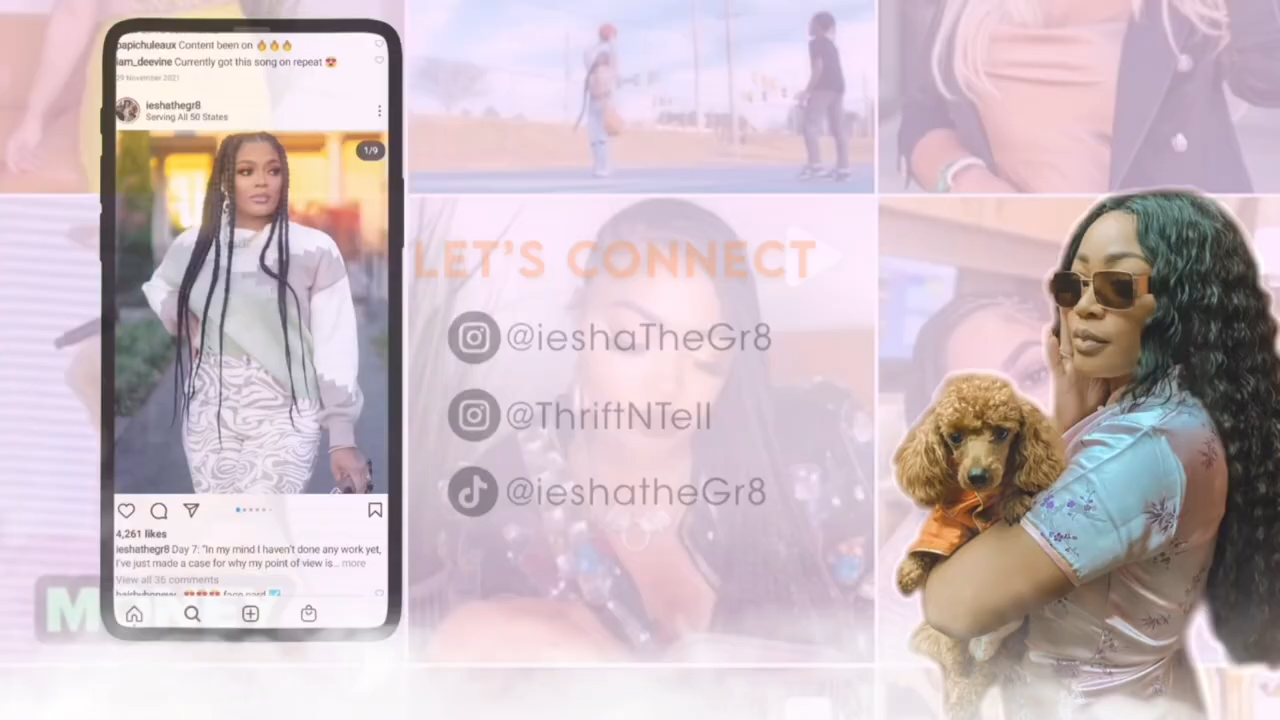 papichuleaux Content been on 🔥🔥🔥
iam_deevine Currently got this song on repeat 😍
29 November 2021
ieshathegr8
Serving All 50 States
1/9
4,261 likes
ieshathegr8 Day 7: "In my mind I haven't done any work yet,
I've just made a case for why my point of view is... more
View all 36 comments
LET'S CONNECT
@ieshaTheGr8
@ThriftNTell
@ieshatheGr8